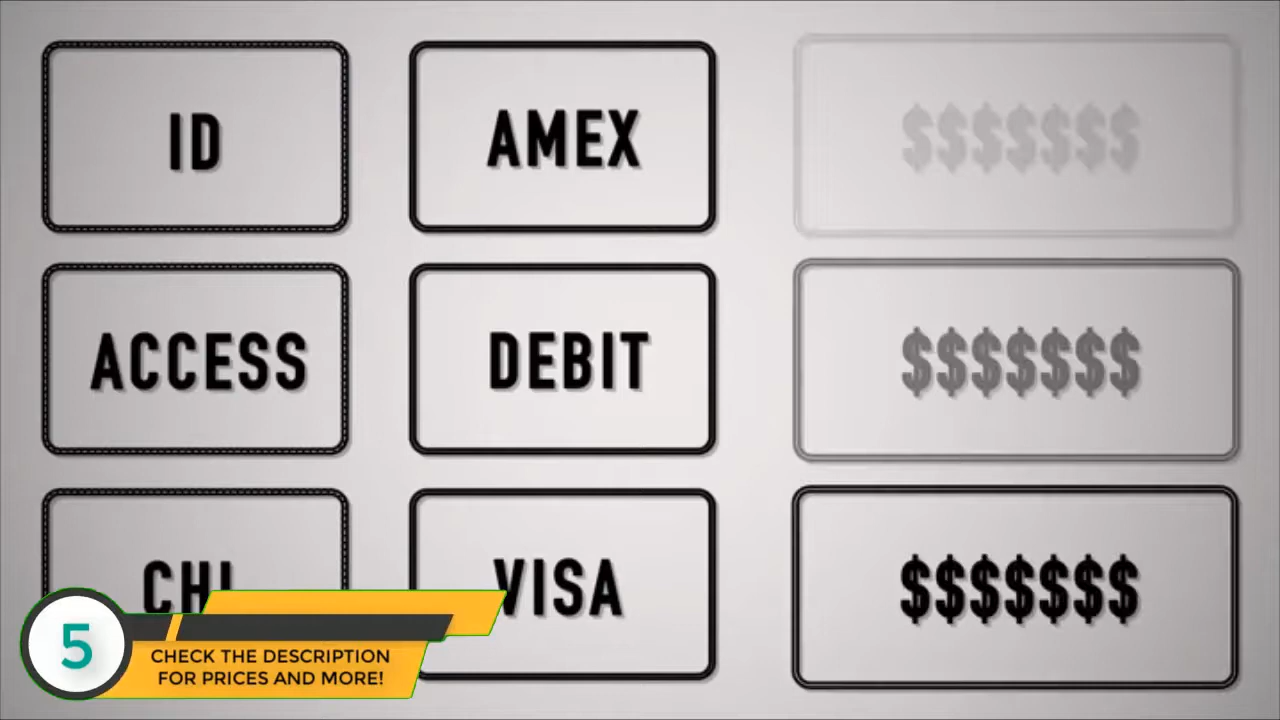 ID
AMEX
$$$$$$$
ACCESS
DEBIT
$$$$$$$
VISA
$$$$$$$
5
CHECK THE DESCRIPTION
FOR PRICES AND MORE!